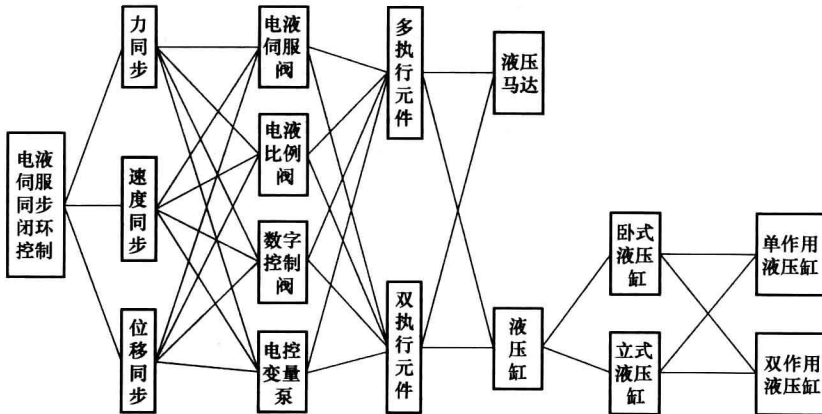 电液
伺服
同步
闭环
控制
力
同
步
速
度
同
步
位
移
同
步
电液
伺服
阀
电液
比例
阀
数字
控制
阀
电控
变量
泵
多
执
行
元
件
双
执
行
元
件
液压
马达
液
压
缸
卧式
液压
缸
立式
液压
缸
单作用
液压缸
双作用
液压缸